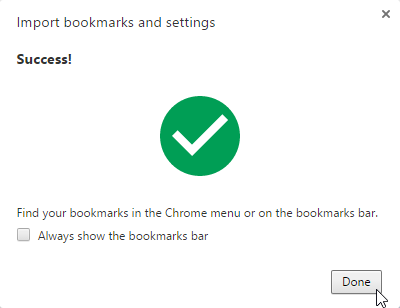 Import bookmarks and settings
Success!
Find your bookmarks in the Chrome menu or on the bookmarks bar.
Always show the bookmarks bar
Done